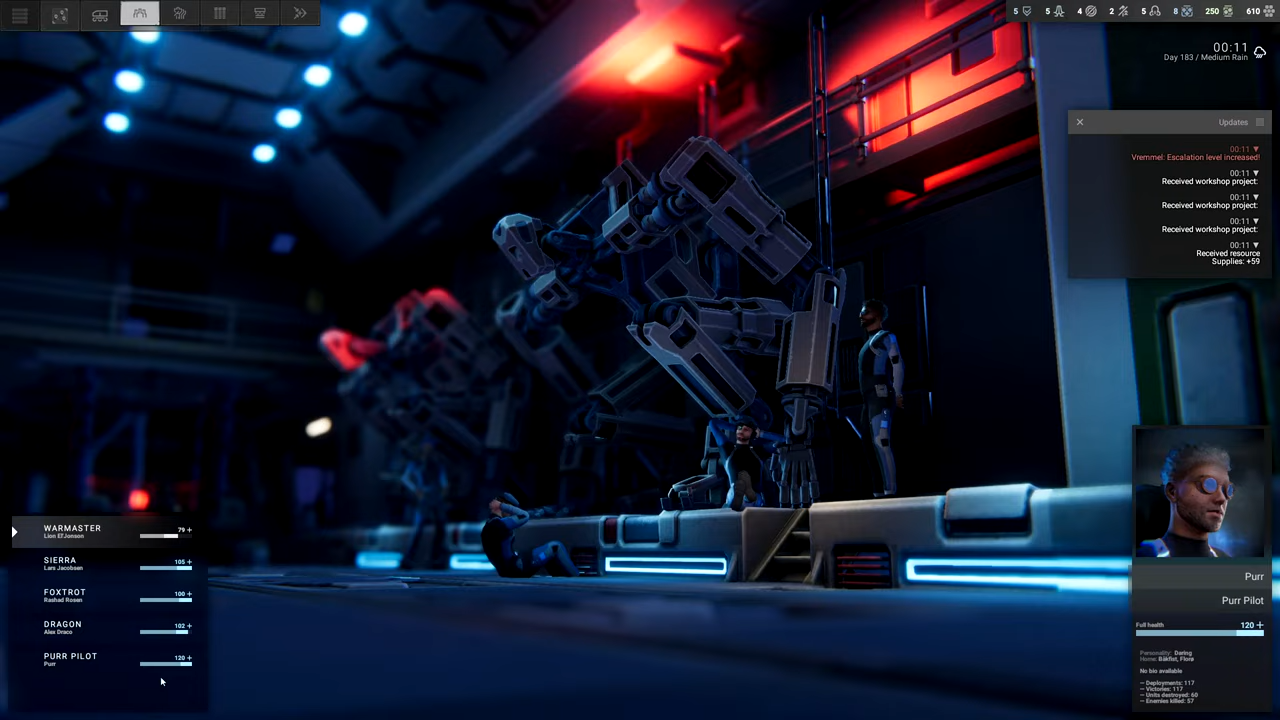 5 5 4 2 5 8 250 610
00:11
Day 183 / Medium Rain
Updates
00:11
Vremmel: Escalation level increased!
00:11
Received workshop project:
00:11
Received workshop project:
00:11
Received workshop project:
00:11
Received resource
Supplies: +59
WARMASTER
Lion El'Jonson
79
SIERRA
Lars Jacobsen
105
FOXTROT
Rashad Rosen
100
DRAGON
Alex Draco
102
PURR PILOT
Purr
120
Purr
Purr Pilot
Full health 120
Personality: Daring
Home: Båkfist, Flora
No bio available
– Deployments: 117
– Victories: 117
– Units destroyed: 60
– Enemies killed: 57